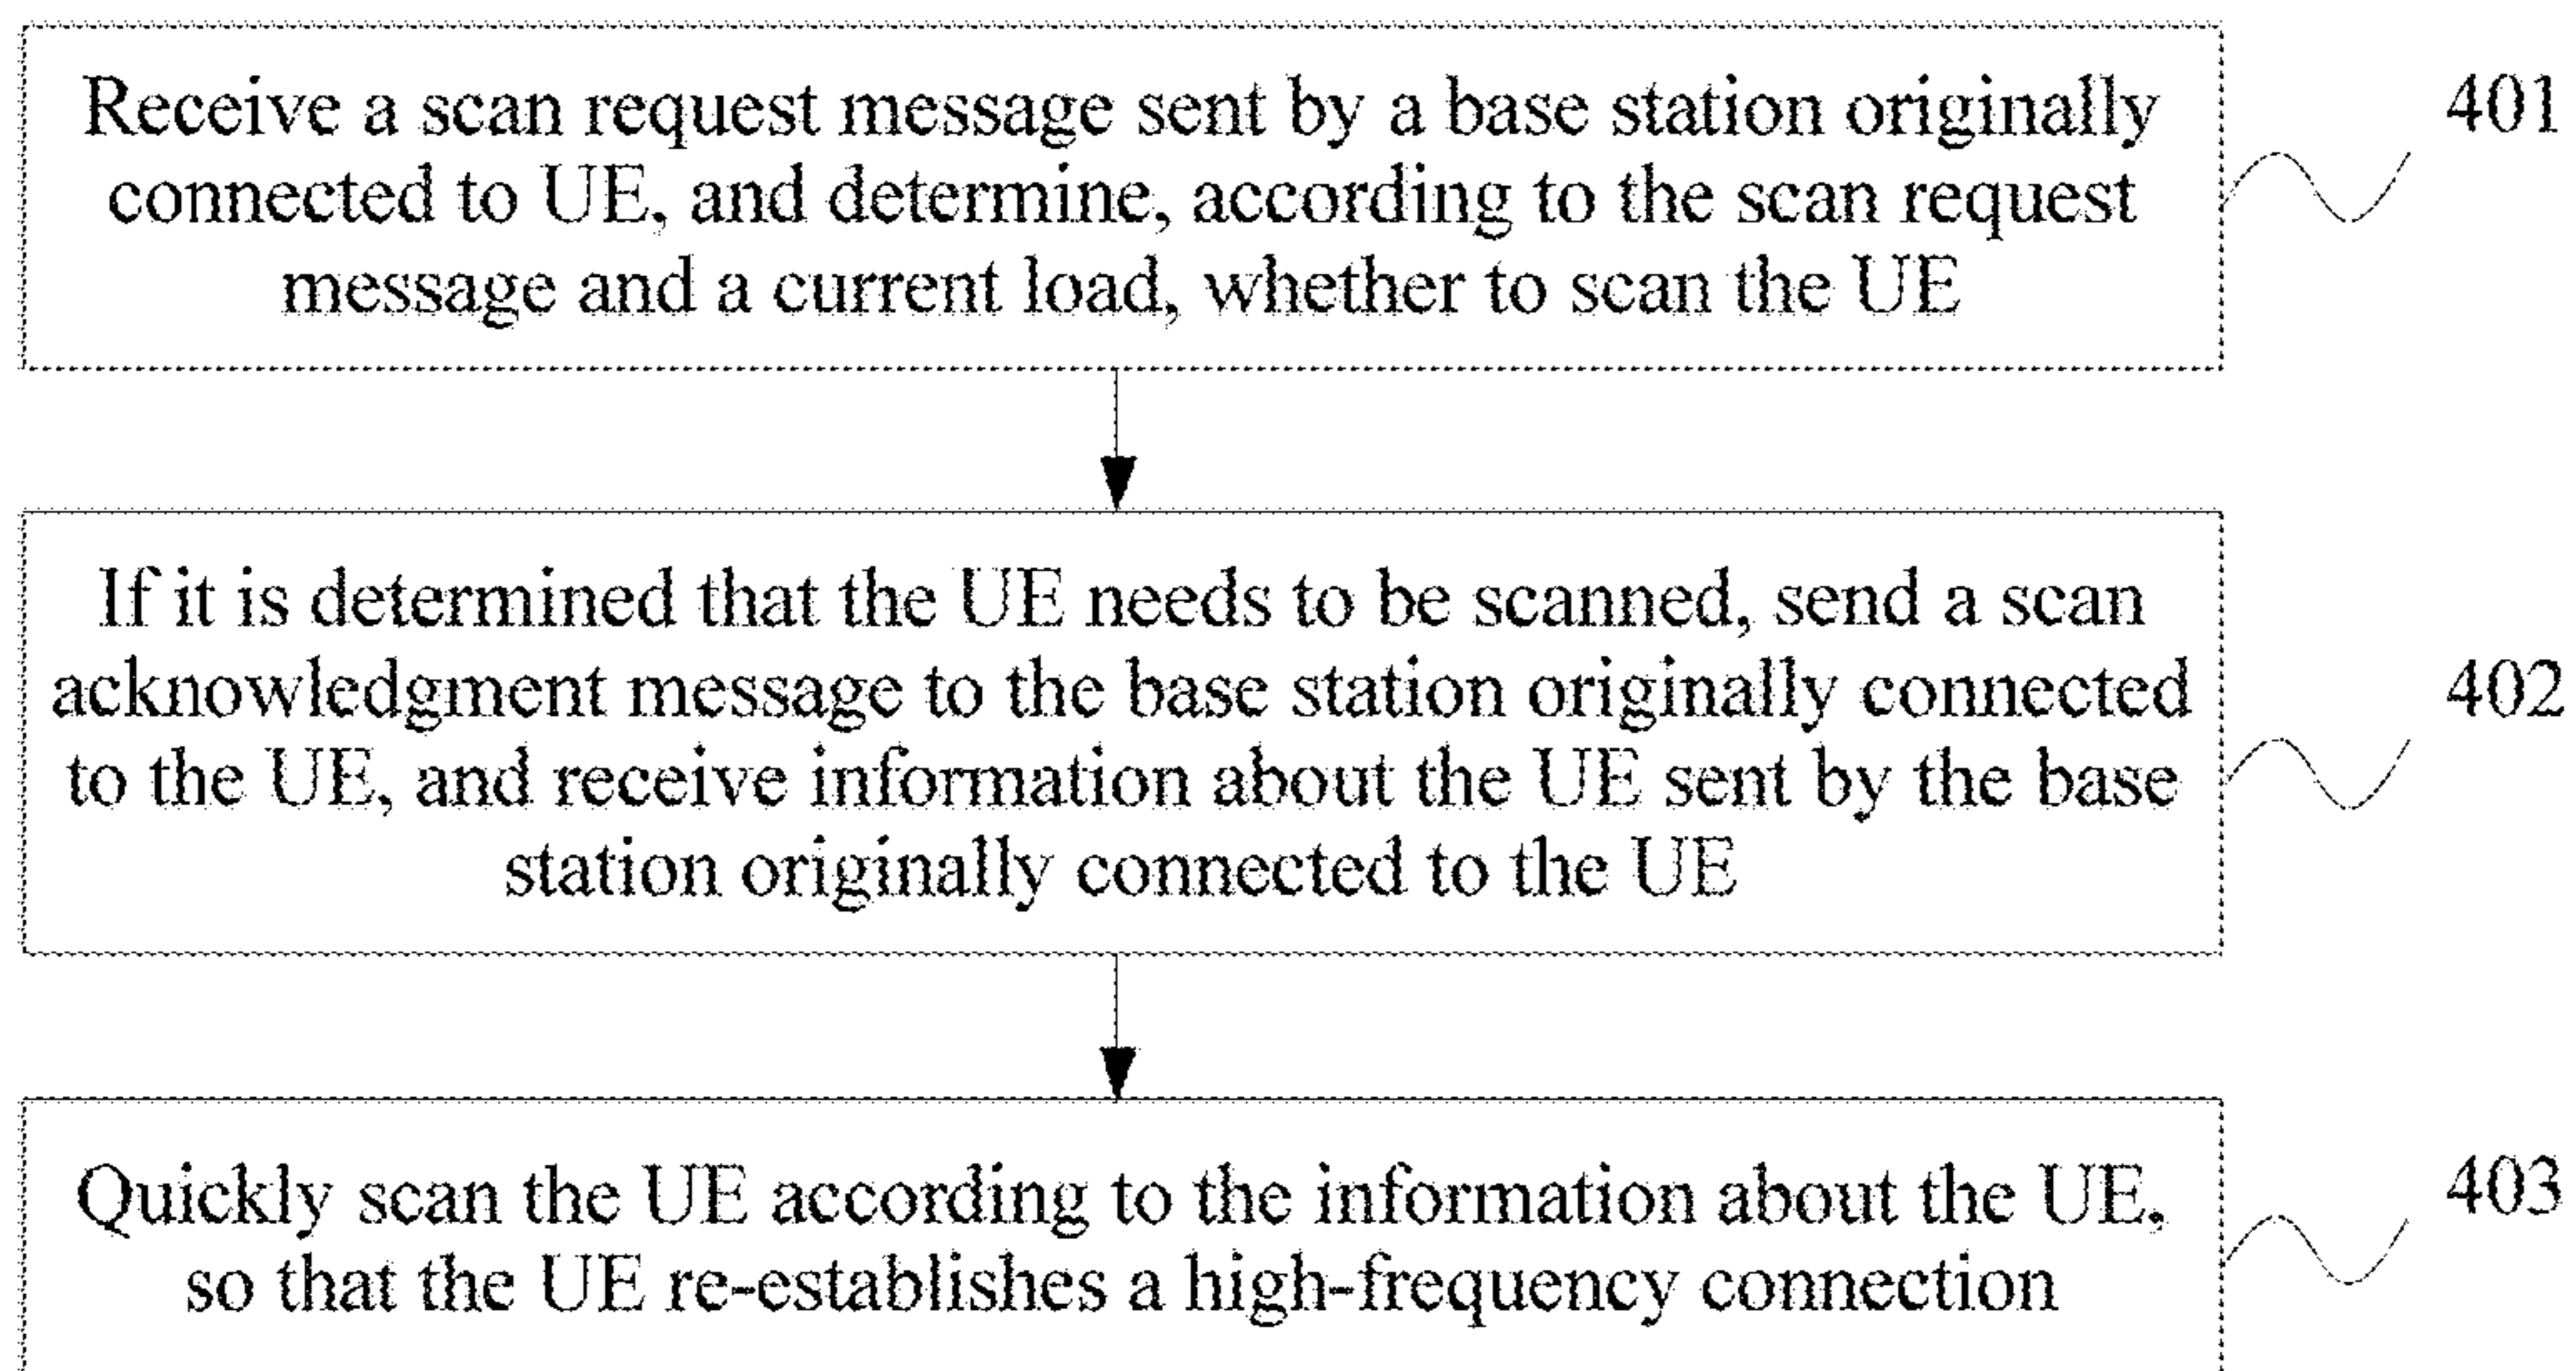 Receive a scan request message sent by a base station originally
connected to UE, and determine, according to the scan request
message and a current load, whether to scan the UE
401
If it is determined that the UE needs to be scanned, send a scan
acknowledgment message to the base station originally connected
to the UE, and receive information about the UE sent by the base
station originally connected to the UE
402
Quickly scan the UE according to the information about the UE,
so that the UE re-establishes a high-frequency connection
403